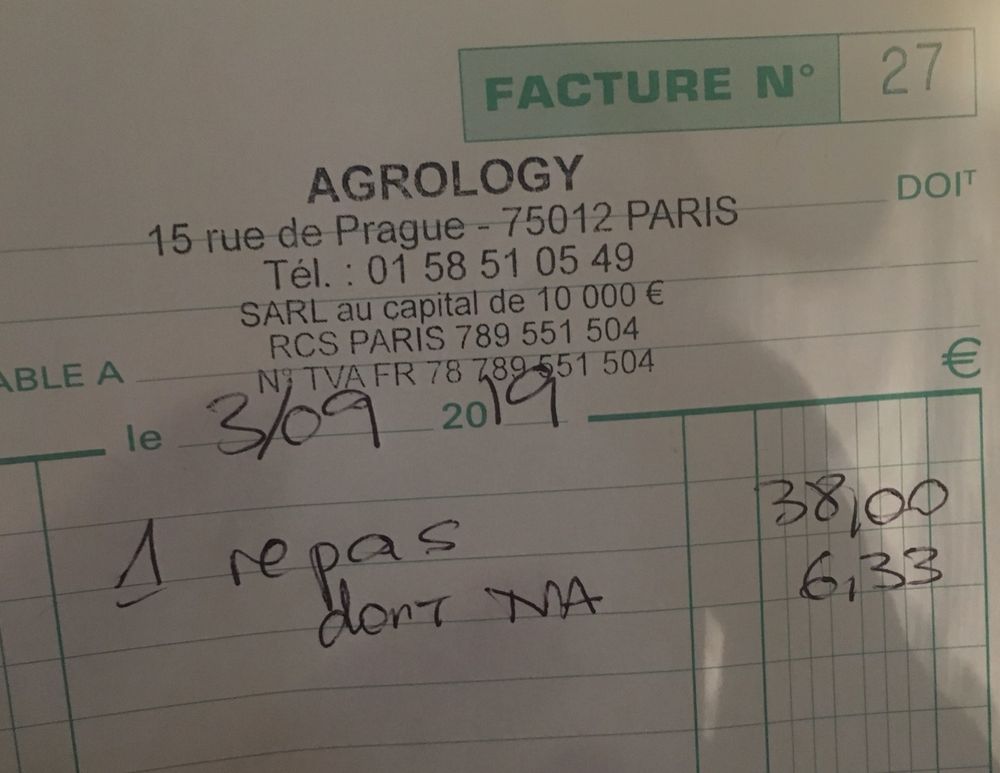 FACTURE N° 27
AGROLOGY
DOIT
15 rue de Prague - 75012 PARIS
Tél. : 01 58 51 05 49
SARL au capital de 10 000 €
RCS PARIS 789 551 504
ABLE A
N° TVA FR 78 789 551 504
€
le 3/09 2019
1 repas 38,00
dont TVA 6,33